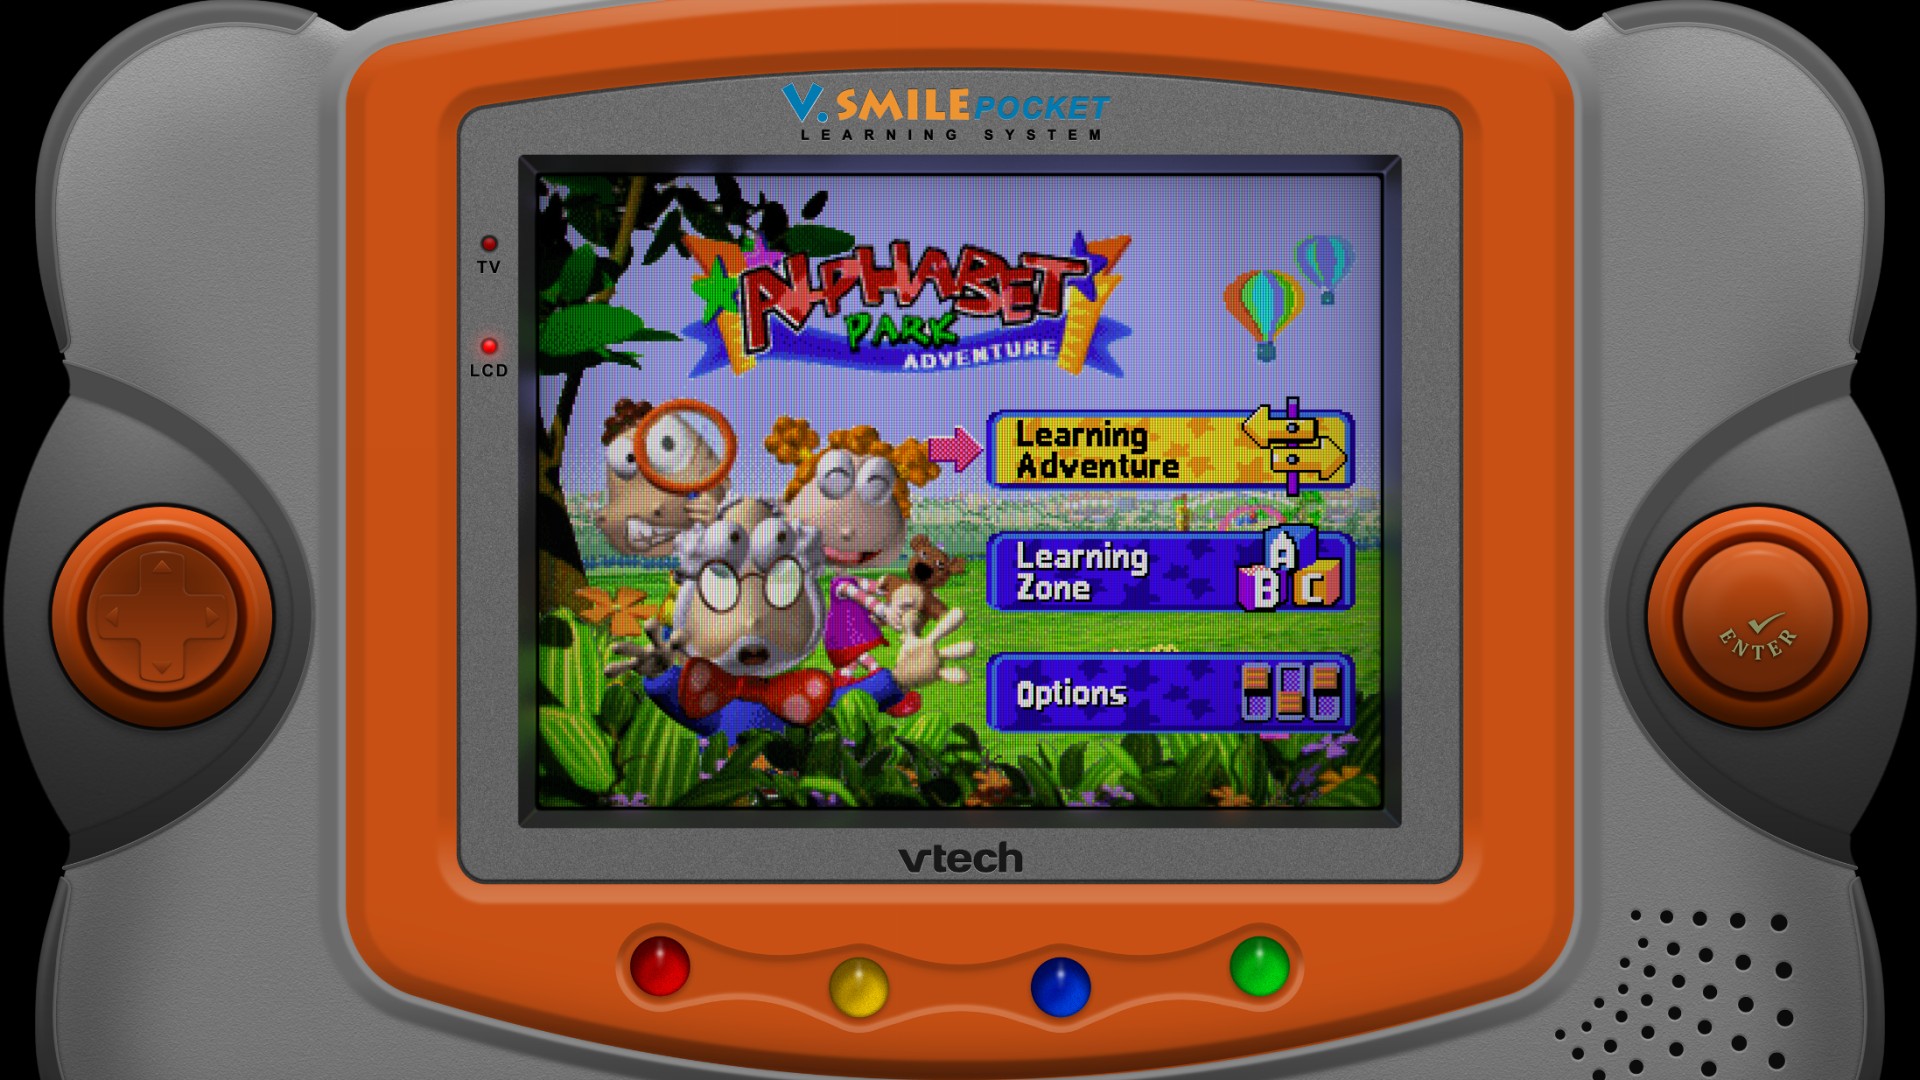 V.SMILE POCKET
LEARNING SYSTEM
TV
LCD
ALPHABET
PARK
ADVENTURE
Learning
Adventure
Learning
Zone
A
B C
Options
vtech
ENTER